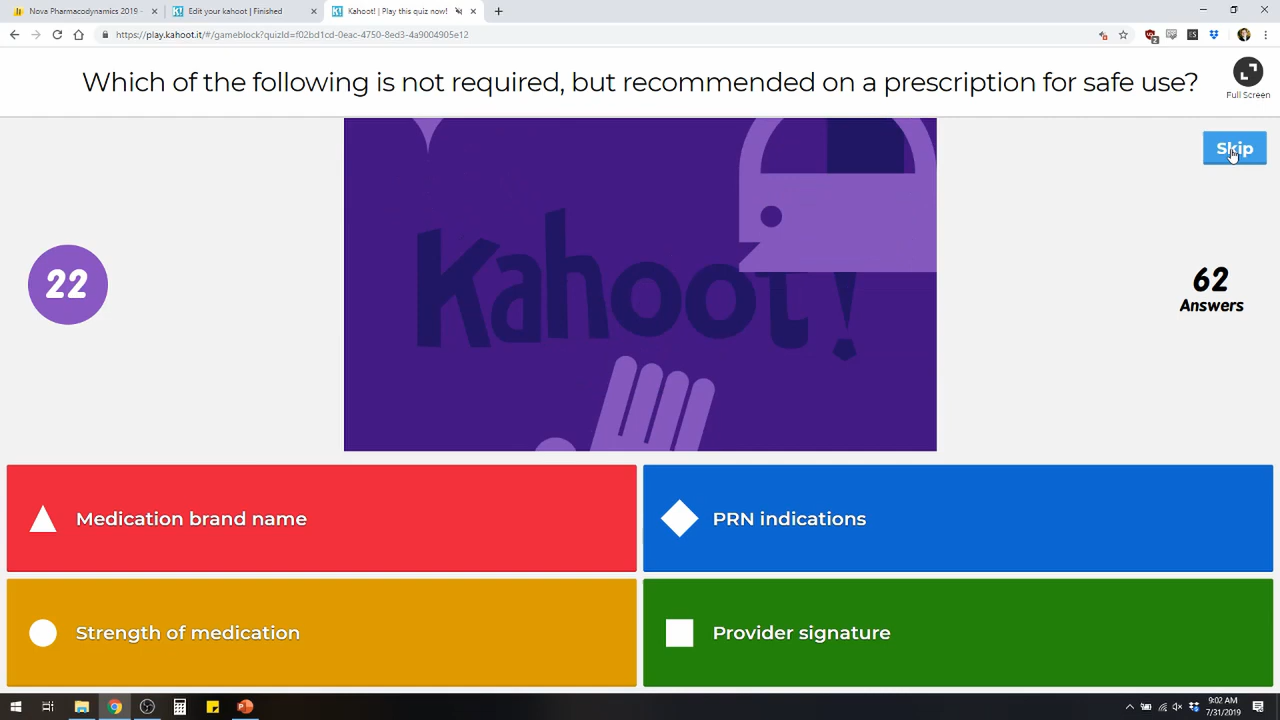 Nova Pharmacodynamics 2019 -
Edit your kahoot | Finished
Kahoot! | Play this quiz now!
https://play.kahoot.it/#/gameblock?quizId=f02bd1cd-0eac-4750-8ed3-4a9004905e12
Which of the following is not required, but recommended on a prescription for safe use?
Full Screen
Skip
22
Kahoot!
62
Answers
Medication brand name
PRN indications
Strength of medication
Provider signature
9:02 AM
7/31/2019